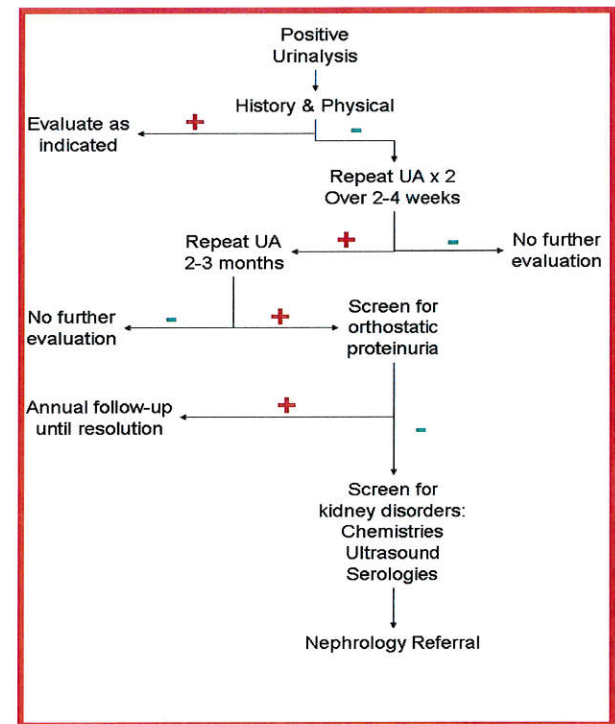 Positive
Urinalysis
History & Physical
+
-
Evaluate as
indicated
Repeat UA x 2
Over 2-4 weeks
Repeat UA
2-3 months
+
-
No further
evaluation
No further
evaluation
-
+
Screen for
orthostatic
proteinuria
Annual follow-up
until resolution
+
-
Screen for
kidney disorders:
Chemistries
Ultrasound
Serologies
Nephrology Referral